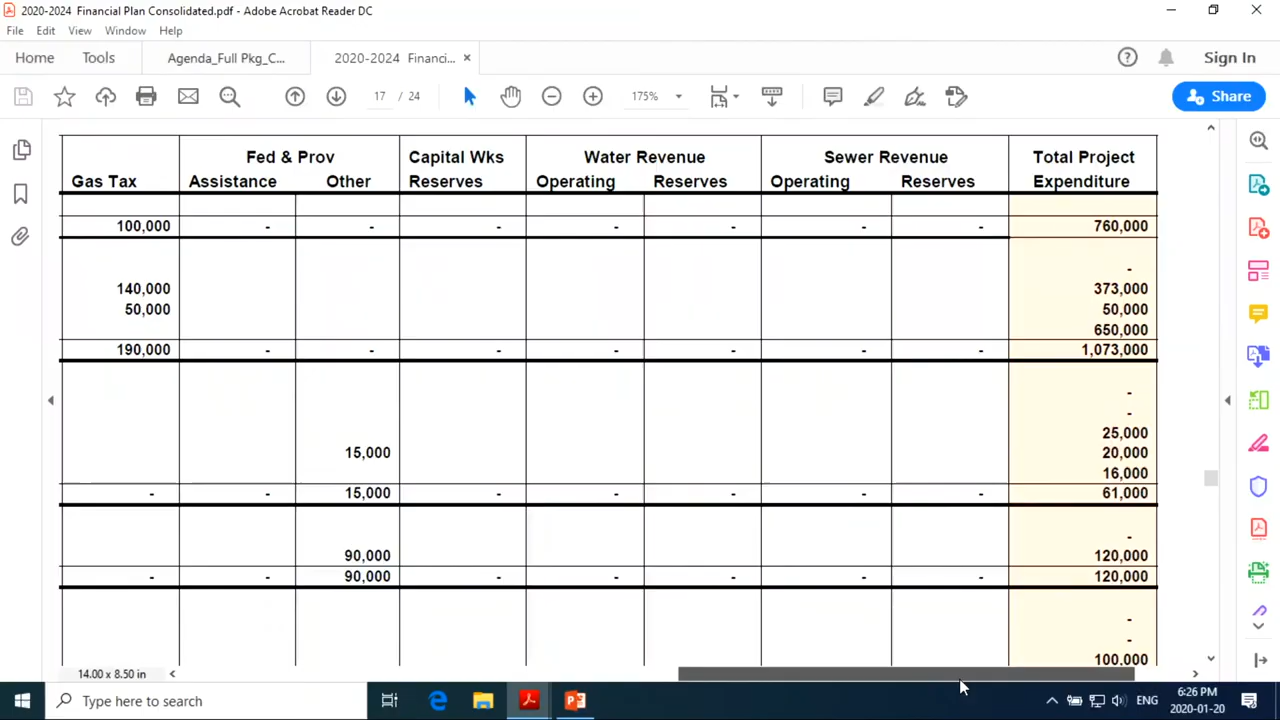 2020-2024 Financial Plan Consolidated.pdf - Adobe Acrobat Reader DC
File Edit View Window Help
Home Tools Agenda_Full Pkg_C... 2020-2024 Financi... ×
17 / 24 175% Share
Sign In
Fed & Prov Capital Wks Water Revenue Sewer Revenue Total Project
Gas Tax Assistance Other Reserves Operating Reserves Operating Reserves Expenditure
100,000 - - - - - - - 760,000
-
140,000 373,000
50,000 50,000
650,000
190,000 - - - - - - - 1,073,000
-
-
25,000
15,000 20,000
16,000
- - 15,000 - - - - - 61,000
-
90,000 120,000
- - 90,000 - - - - - 120,000
-
-
100,000
14.00 x 8.50 in
Type here to search
ENG
6:26 PM
2020-01-20